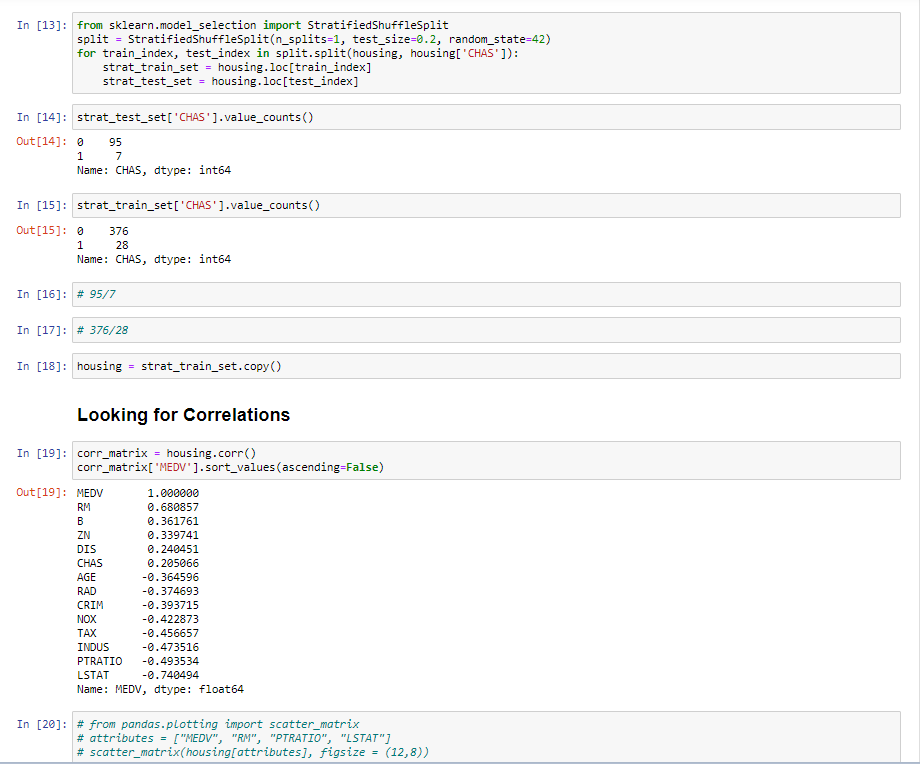 In [13]: from sklearn.model_selection import StratifiedShuffleSplit
split = StratifiedShuffleSplit(n_splits=1, test_size=0.2, random_state=42)
for train_index, test_index in split.split(housing, housing['CHAS']):
    strat_train_set = housing.loc[train_index]
    strat_test_set = housing.loc[test_index]
In [14]: strat_test_set['CHAS'].value_counts()
Out[14]: 0    95
1     7
Name: CHAS, dtype: int64
In [15]: strat_train_set['CHAS'].value_counts()
Out[15]: 0    376
1     28
Name: CHAS, dtype: int64
In [16]: # 95/7
In [17]: # 376/28
In [18]: housing = strat_train_set.copy()
Looking for Correlations
In [19]: corr_matrix = housing.corr()
corr_matrix['MEDV'].sort_values(ascending=False)
Out[19]: MEDV       1.000000
RM         0.680857
B          0.361761
ZN         0.339741
DIS        0.240451
CHAS       0.205066
AGE       -0.364596
RAD       -0.374693
CRIM      -0.393715
NOX       -0.422873
TAX       -0.456657
INDUS     -0.473516
PTRATIO   -0.493534
LSTAT     -0.740494
Name: MEDV, dtype: float64
In [20]: # from pandas.plotting import scatter_matrix
# attributes = ["MEDV", "RM", "PTRATIO", "LSTAT"]
# scatter_matrix(housing[attributes], figsize = (12,8))